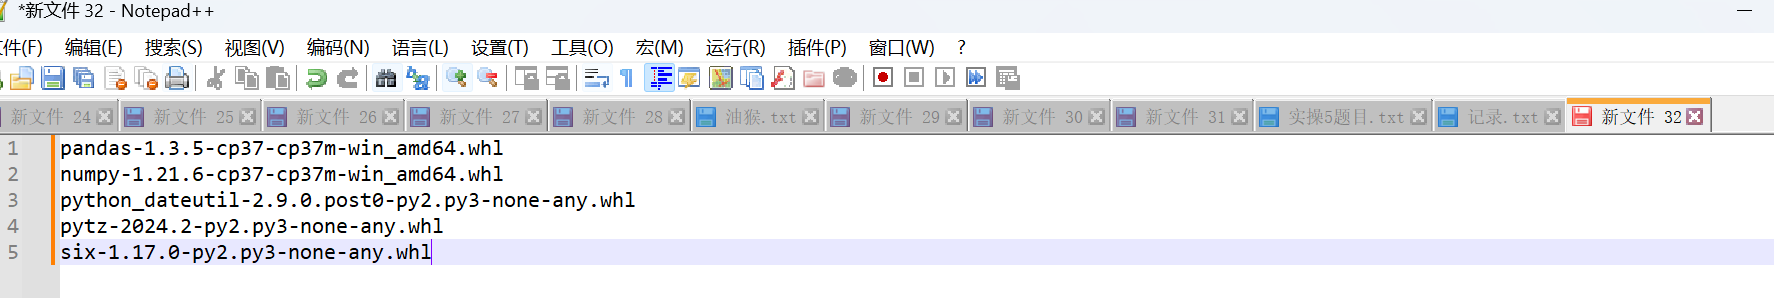 *新文件 32 - Notepad++
件(F) 编辑(E) 搜索(S) 视图(V) 编码(N) 语言(L) 设置(T) 工具(O) 宏(M) 运行(R) 插件(P) 窗口(W) ?
新文件 24 新文件 25 新文件 26 新文件 27 新文件 28 油猴.txt 新文件 29 新文件 30 新文件 31 实操5题目.txt 记录.txt 新文件 32
1 pandas-1.3.5-cp37-cp37m-win_amd64.whl
2 numpy-1.21.6-cp37-cp37m-win_amd64.whl
3 python_dateutil-2.9.0.post0-py2.py3-none-any.whl
4 pytz-2024.2-py2.py3-none-any.whl
5 six-1.17.0-py2.py3-none-any.whl